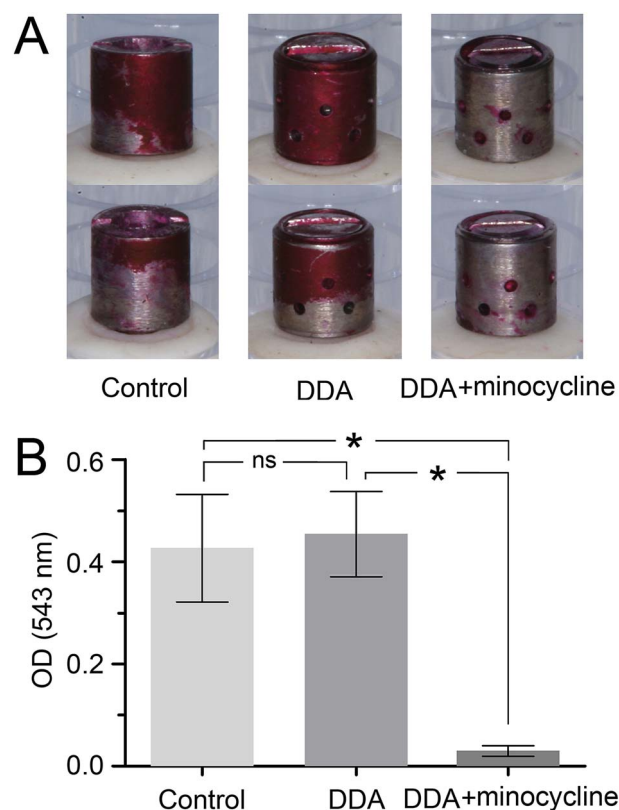 A
Control DDA DDA+minocycline
B
*
ns
*
0.6
0.4
0.2
0.0
OD (543 nm)
Control DDA DDA+minocycline